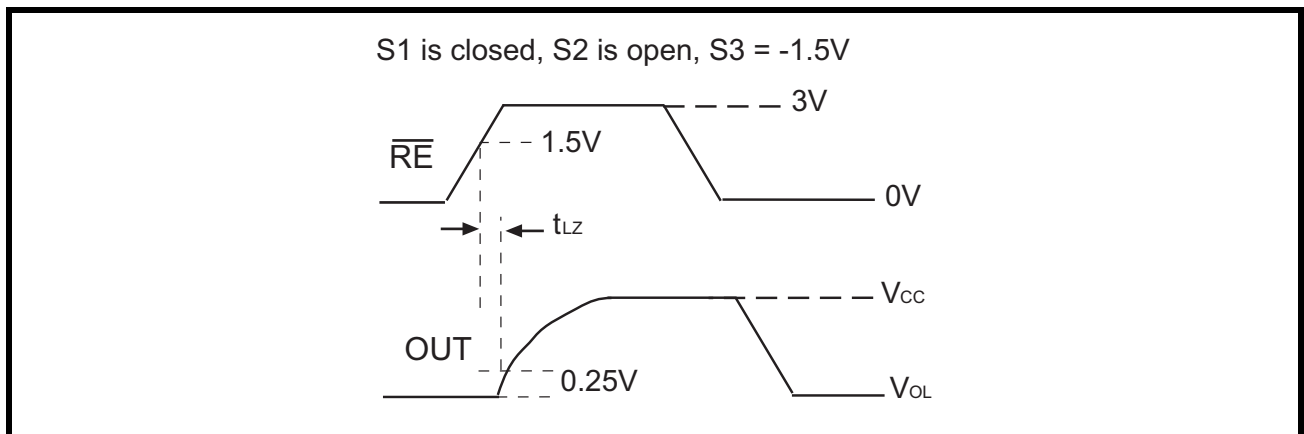 S1 is closed, S2 is open, S3 = -1.5V
3V
1.5V
R̅E̅
0V
tLZ
VCC
OUT
0.25V
VOL